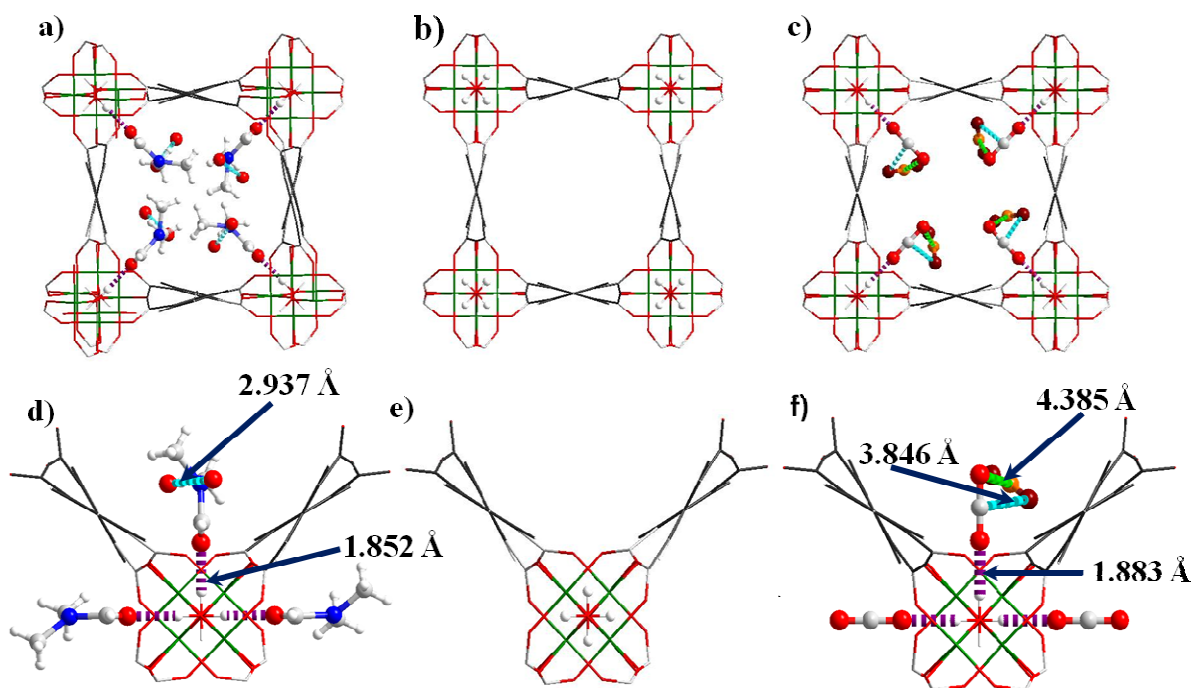 a)
b)
c)
2.937 Å
d)
1.852 Å
e)
f)
4.385 Å
3.846 Å
1.883 Å